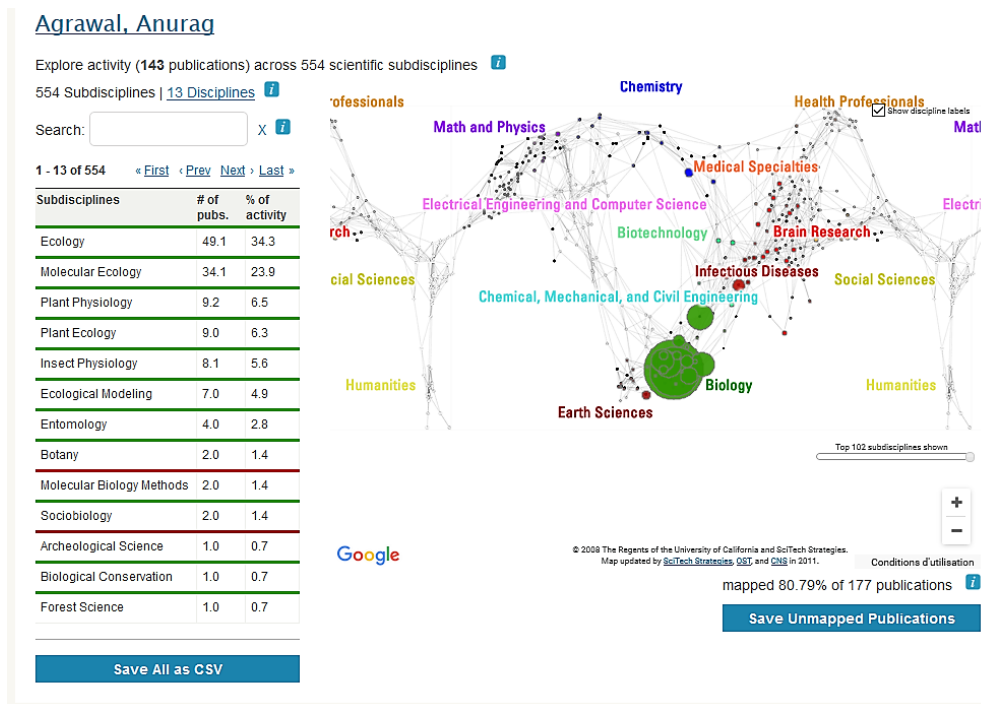 Agrawal, Anurag
Explore activity (143 publications) across 554 scientific subdisciplines i
554 Subdisciplines | 13 Disciplines i
Search: X i
1 - 13 of 554 « First ‹ Prev Next › Last »
Subdisciplines # of pubs. % of activity
Ecology 49.1 34.3
Molecular Ecology 34.1 23.9
Plant Physiology 9.2 6.5
Plant Ecology 9.0 6.3
Insect Physiology 8.1 5.6
Ecological Modeling 7.0 4.9
Entomology 4.0 2.8
Botany 2.0 1.4
Molecular Biology Methods 2.0 1.4
Sociobiology 2.0 1.4
Archeological Science 1.0 0.7
Biological Conservation 1.0 0.7
Forest Science 1.0 0.7
Save All as CSV
Chemistry
rofessionals
Health Professionals
Show discipline labels
Math and Physics
Mat
Medical Specialties
Electrical Engineering and Computer Science
Electri
rch
Biotechnology
Brain Research
cial Sciences
Infectious Diseases
Social Sciences
Chemical, Mechanical, and Civil Engineering
Humanities
Biology
Humanities
Earth Sciences
Top 102 subdisciplines shown
+
−
Google
© 2008 The Regents of the University of California and SciTech Strategies.
Map updated by SciTech Strategies, OST, and CNS in 2011.
Conditions d'utilisation
mapped 80.79% of 177 publications i
Save Unmapped Publications